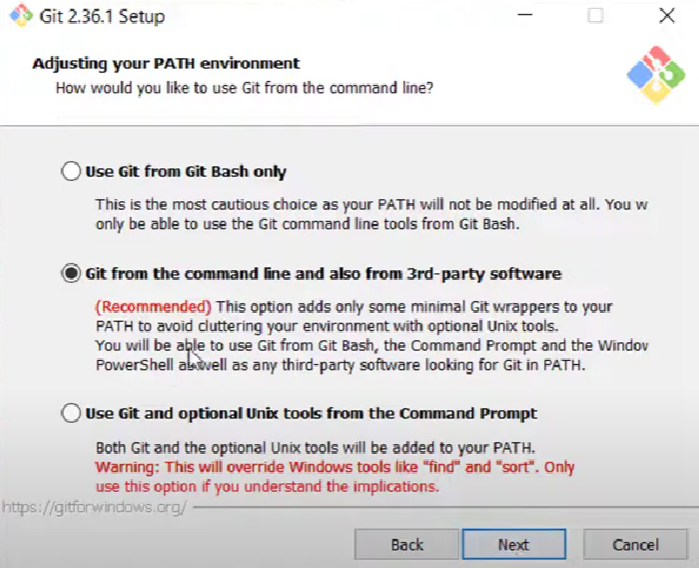 Git 2.36.1 Setup
Adjusting your PATH environment
How would you like to use Git from the command line?
Use Git from Git Bash only
This is the most cautious choice as your PATH will not be modified at all. You w
only be able to use the Git command line tools from Git Bash.
Git from the command line and also from 3rd-party software
(Recommended) This option adds only some minimal Git wrappers to your
PATH to avoid cluttering your environment with optional Unix tools.
You will be able to use Git from Git Bash, the Command Prompt and the Window
PowerShell as well as any third-party software looking for Git in PATH.
Use Git and optional Unix tools from the Command Prompt
Both Git and the optional Unix tools will be added to your PATH.
Warning: This will override Windows tools like "find" and "sort". Only
use this option if you understand the implications.
https://gitforwindows.org/
Back Next Cancel